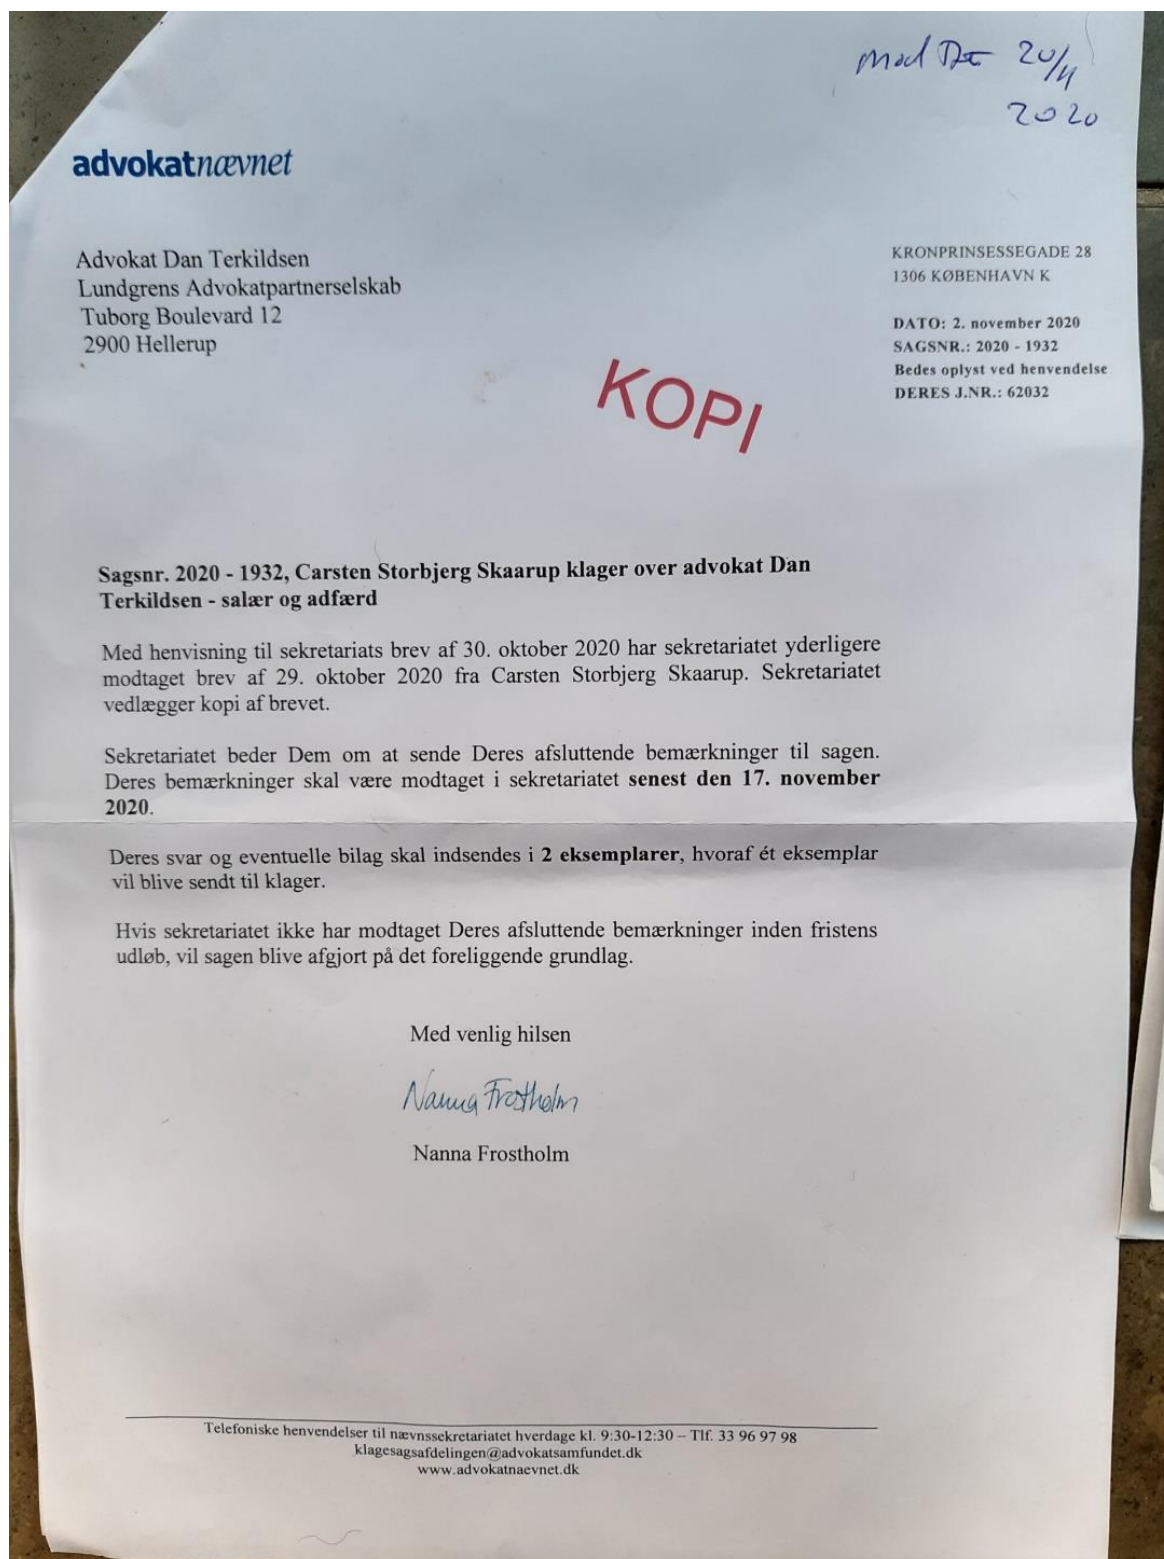 20/11
2020
advokatnævnet
Advokat Dan Terkildsen
Lundgrens Advokatpartnerselskab
Tuborg Boulevard 12
2900 Hellerup
KRONPRINSESSEGADE 28
1306 KØBENHAVN K
DATO: 2. november 2020
SAGSNR.: 2020 - 1932
Bedes oplyst ved henvendelse
DERES J.NR.: 62032
KOPI
Sagsnr. 2020 - 1932, Carsten Storbjerg Skaarup klager over advokat Dan
Terkildsen - salær og adfærd
Med henvisning til sekretariats brev af 30. oktober 2020 har sekretariatet yderligere
modtaget brev af 29. oktober 2020 fra Carsten Storbjerg Skaarup. Sekretariatet
vedlægger kopi af brevet.
Sekretariatet beder Dem om at sende Deres afsluttende bemærkninger til sagen.
Deres bemærkninger skal være modtaget i sekretariatet senest den 17. november
2020.
Deres svar og eventuelle bilag skal indsendes i 2 eksemplarer, hvoraf ét eksemplar
vil blive sendt til klager.
Hvis sekretariatet ikke har modtaget Deres afsluttende bemærkninger inden fristens
udløb, vil sagen blive afgjort på det foreliggende grundlag.
Med venlig hilsen
Nanna Frostholm
Nanna Frostholm
Telefoniske henvendelser til nævnssekretariatet hverdage kl. 9:30-12:30 – Tlf. 33 96 97 98
klagesagsafdelingen@advokatsamfundet.dk
www.advokatnaevnet.dk